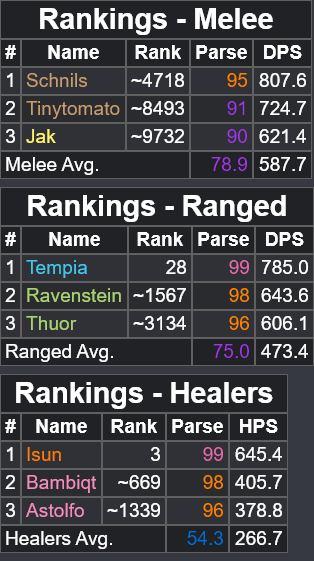 Rankings - Melee
# Name Rank Parse DPS
1 Schnils ~4718 95 807.6
2 Tinytomato ~8493 91 724.7
3 Jak ~9732 90 621.4
Melee Avg. 78.9 587.7
Rankings - Ranged
# Name Rank Parse DPS
1 Tempia 28 99 785.0
2 Ravenstein ~1567 98 643.6
3 Thuor ~3134 96 606.1
Ranged Avg. 75.0 473.4
Rankings - Healers
# Name Rank Parse HPS
1 Isun 3 99 645.4
2 Bambiqt ~669 98 405.7
3 Astolfo ~1339 96 378.8
Healers Avg. 54.3 266.7